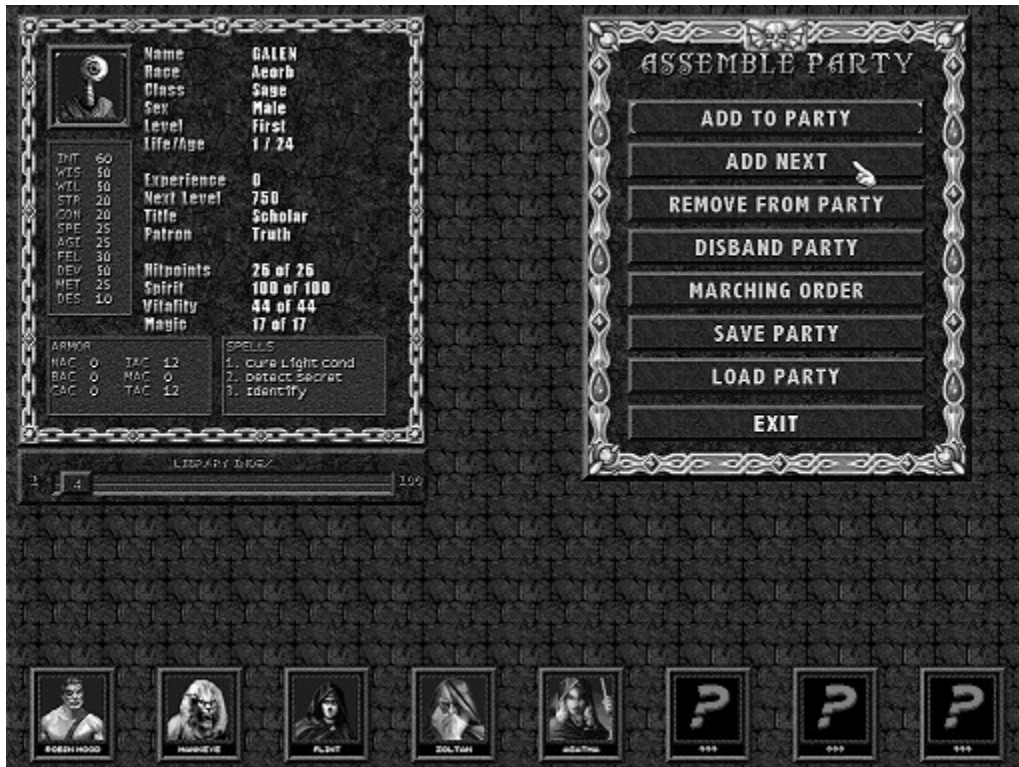 Name GALEN
Race Aeorb
Class Sage
Sex Male
Level First
Life/Age 1 / 24
Experience 0
Next Level 750
Title Scholar
Patron Truth
Hitpoints 26 of 26
Spirit 100 of 100
Vitality 44 of 44
Magic 17 of 17
INT 60
WIS 50
WIL 50
STR 20
CON 20
SPE 25
AGI 25
FEL 30
DEV 50
MET 25
DES 10
ARMOR
HAC 0 IAC 12
BAC 0 MAC 0
CAC 0 TAC 12
SPELLS
1. Cure Light Cond
2. Detect Secret
3. Identify
LIBRARY INDEX
1 4 100
ASSEMBLE PARTY
ADD TO PARTY
ADD NEXT
REMOVE FROM PARTY
DISBAND PARTY
MARCHING ORDER
SAVE PARTY
LOAD PARTY
EXIT
ROBIN HOOD
HAWKEYE
FLINT
ZOLTAN
AGATHA
?
???
?
???
?
???